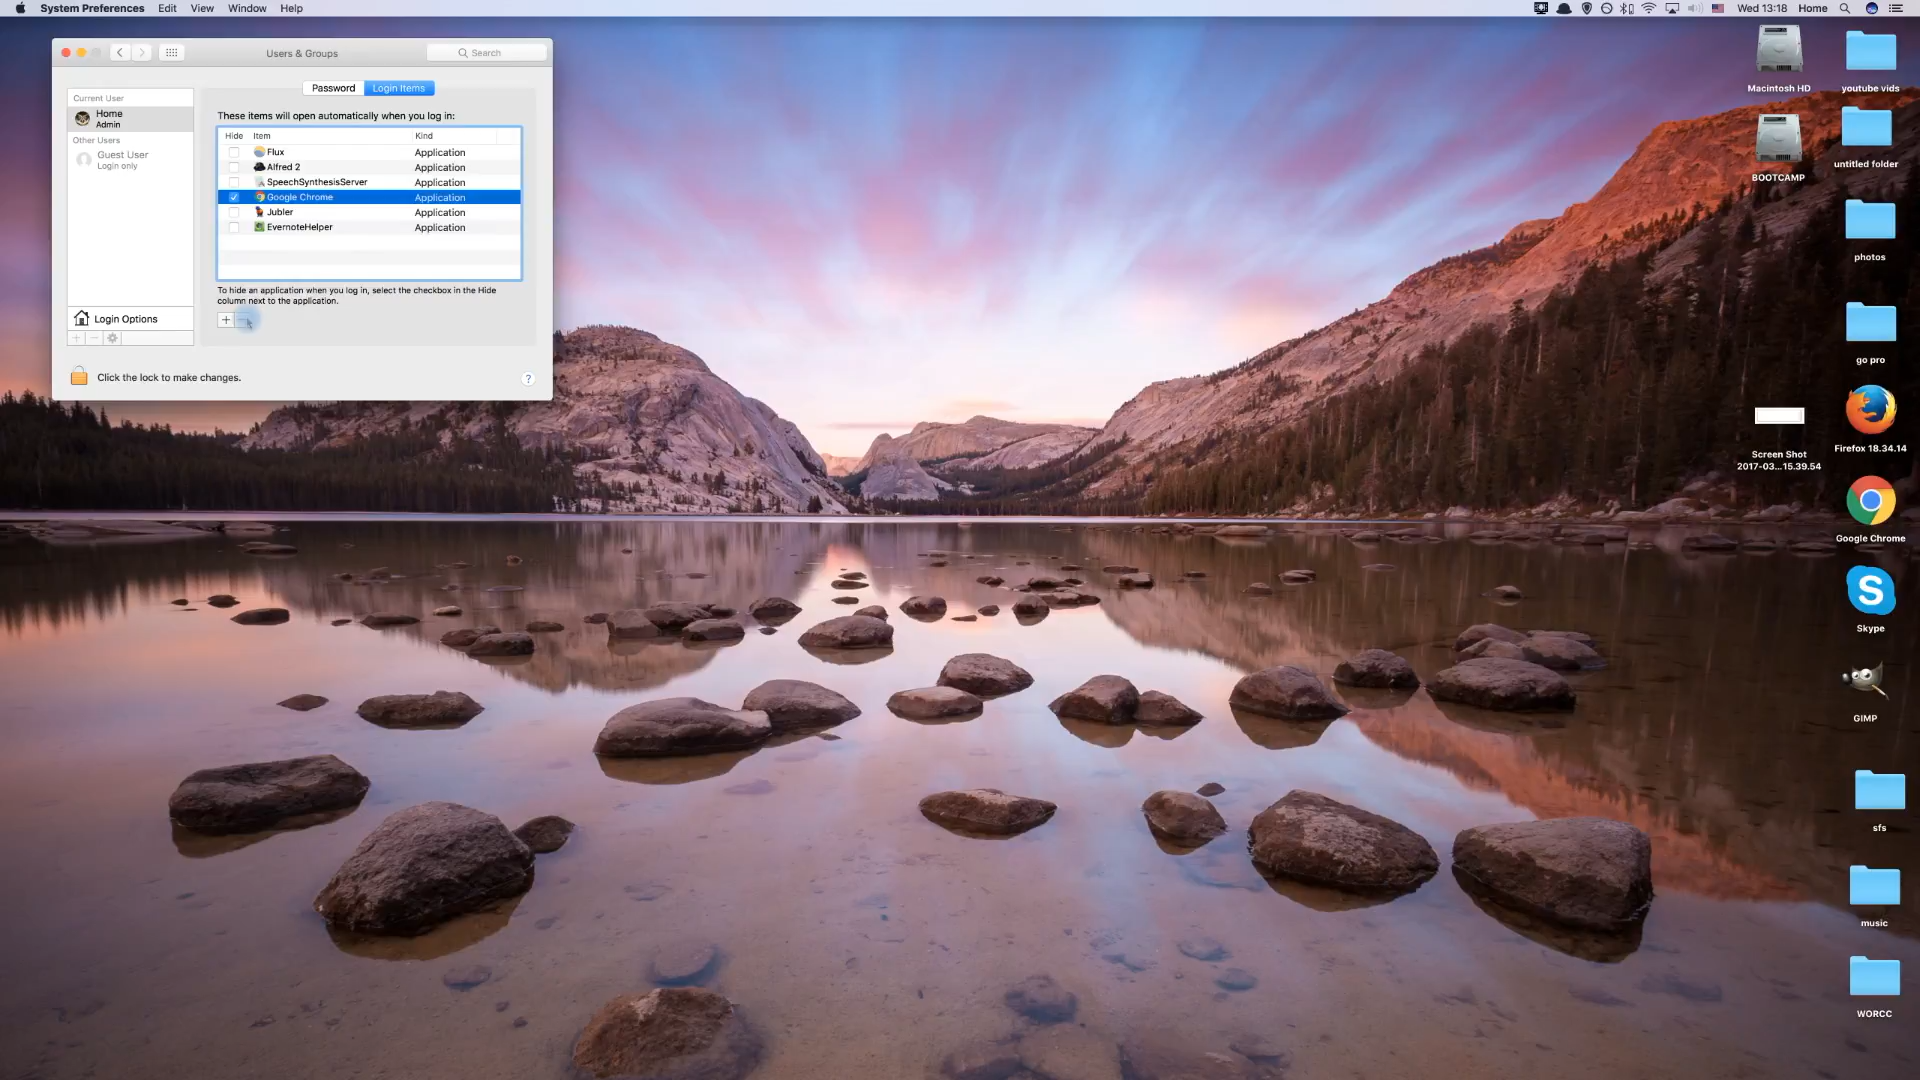 System Preferences Edit View Window Help
Wed 13:18 Home
Users & Groups
Search
Password Login Items
Current User
Home
Admin
Other Users
Guest User
Login only
Login Options
These items will open automatically when you log in:
Hide Item Kind
Flux Application
Alfred 2 Application
SpeechSynthesisServer Application
Google Chrome Application
Jubler Application
EvernoteHelper Application
To hide an application when you log in, select the checkbox in the Hide
column next to the application.
+
+ −
Click the lock to make changes.
?
Macintosh HD
youtube vids
untitled folder
BOOTCAMP
photos
go pro
Screen Shot
2017-03...15.39.54
Firefox 18.34.14
Google Chrome
S
Skype
GIMP
sfs
music
WORCC